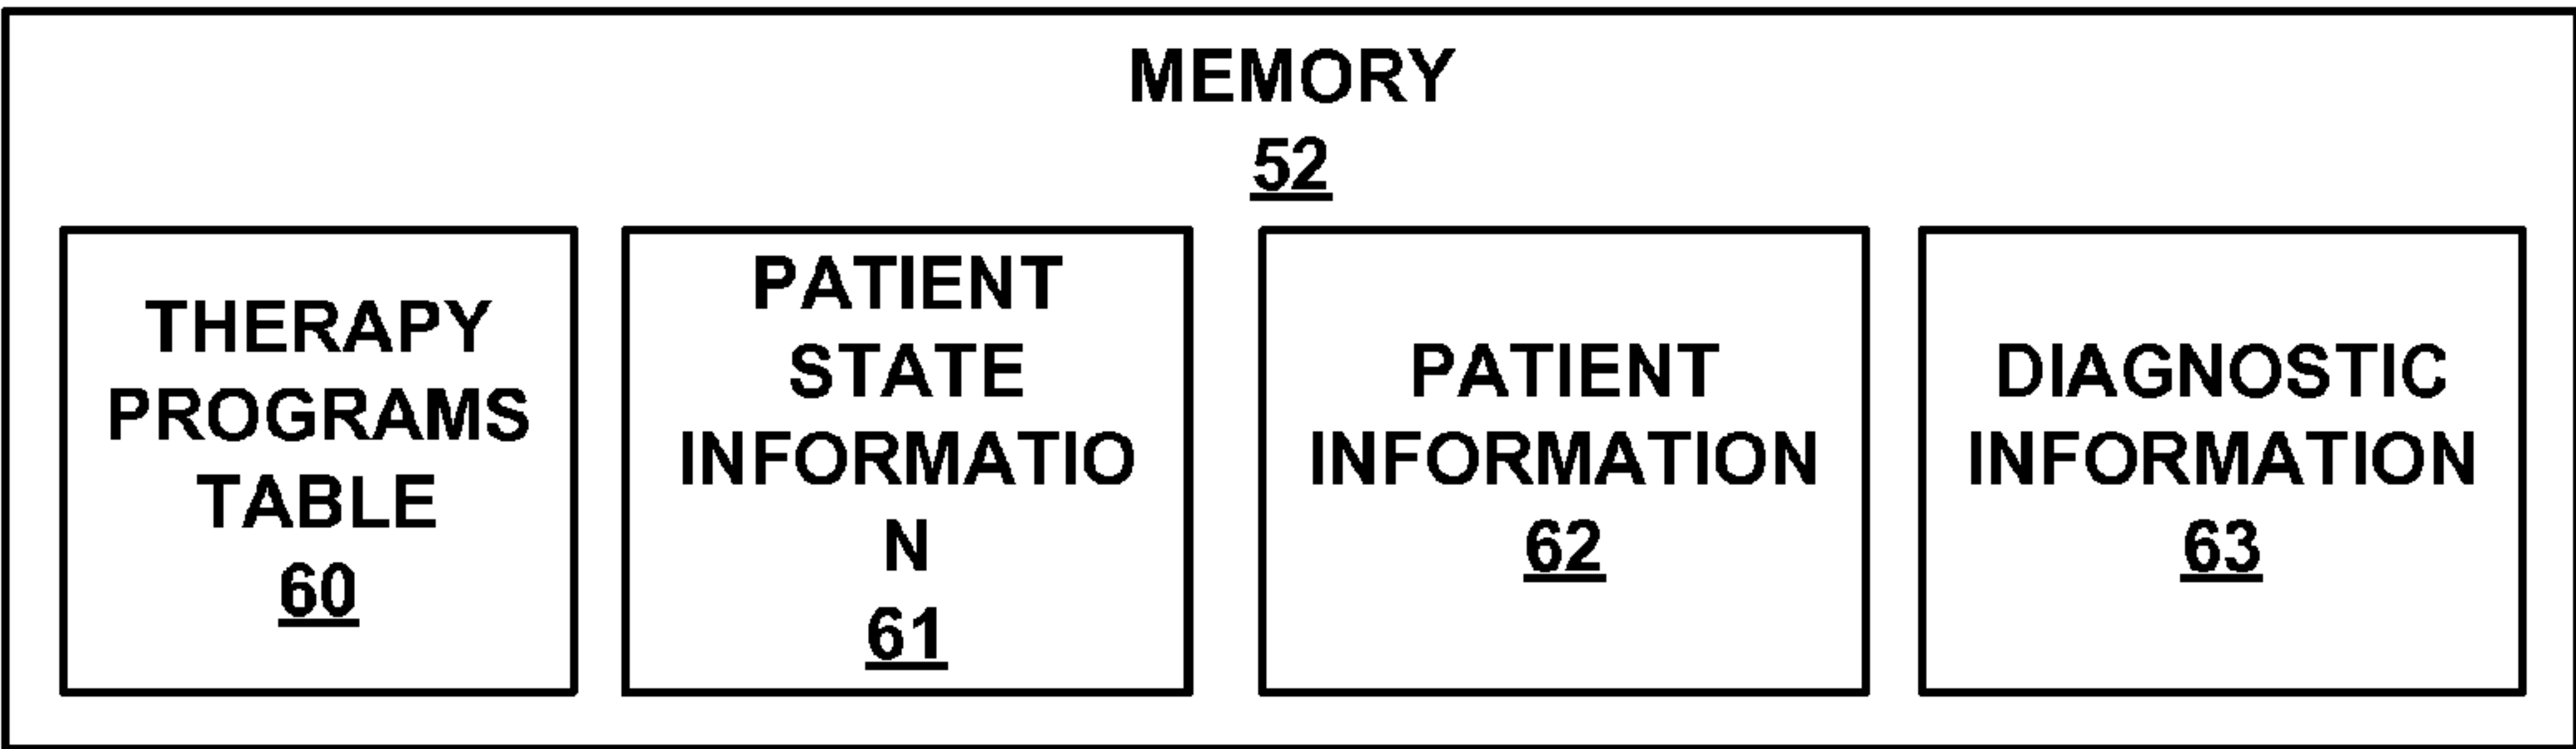 MEMORY
52
THERAPY
PROGRAMS
TABLE
60
PATIENT
STATE
INFORMATIO
N
61
PATIENT
INFORMATION
62
DIAGNOSTIC
INFORMATION
63